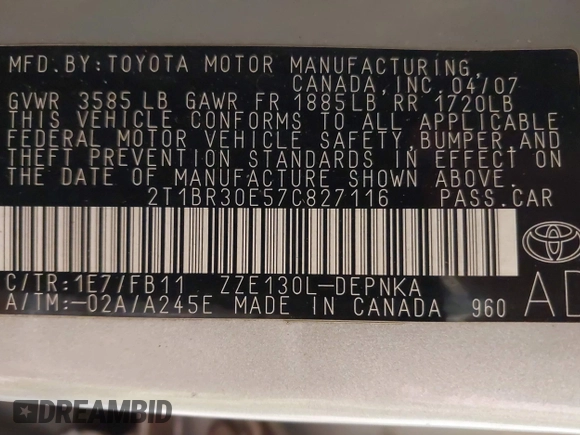 MFD. BY: TOYOTA MOTOR MANUFACTURING,
CANADA, INC. 04/07
GVWR 3585 LB GAWR FR 1885LB RR 1720LB
THIS VEHICLE CONFORMS TO ALL APPLICABLE
FEDERAL MOTOR VEHICLE SAFETY, BUMPER, AND
THEFT PREVENTION STANDARDS IN EFFECT ON
THE DATE OF MANUFACTURE SHOWN ABOVE.
2T1BR30E57C827116 PASS. CAR
C/TR: 1E7/FB11 ZZE130L-DEPNKA
A/TM: -02A/A245E MADE IN CANADA 960
AD
DREAMBID